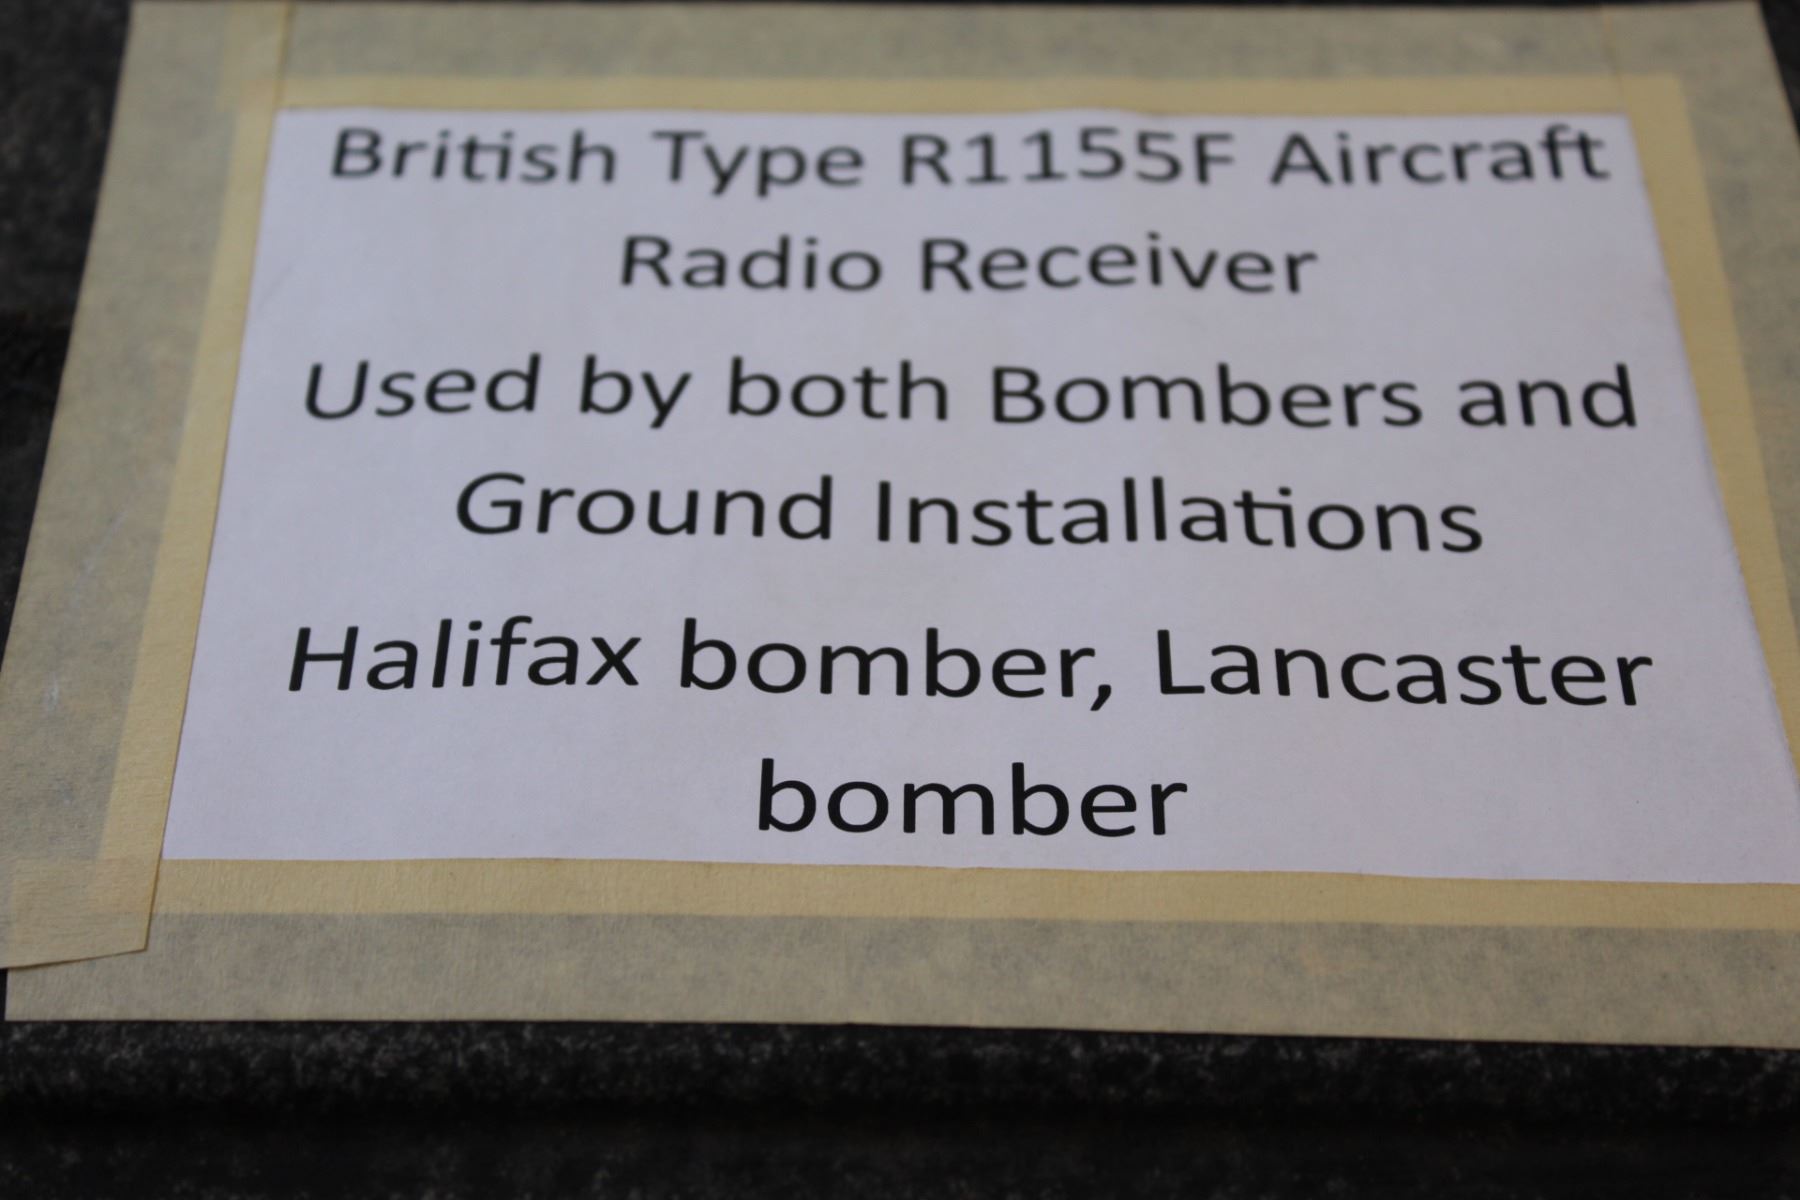 British Type R1155F Aircraft
Radio Receiver
Used by both Bombers and
Ground Installations
Halifax bomber, Lancaster
bomber